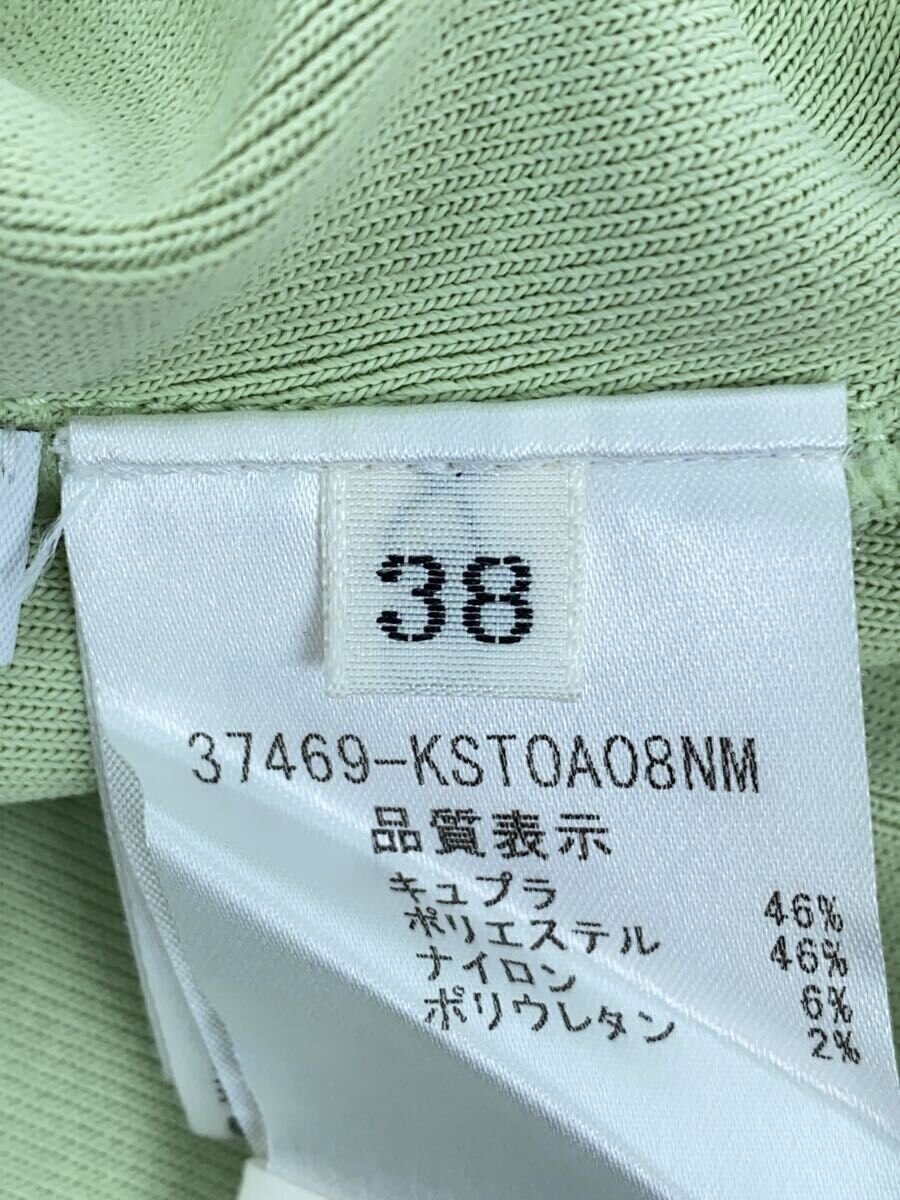 38
37469-KST0A08NM
品質表示
キュプラ 46%
ポリエステル 46%
ナイロン 6%
ポリウレタン 2%